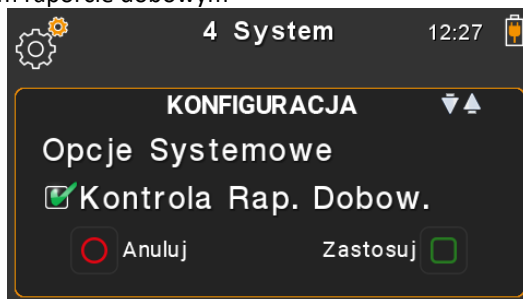 m raporcie dobowym
4 System 12:27
KONFIGURACJA
Opcje Systemowe
Kontrola Rap. Dobow.
Anuluj Zastosuj